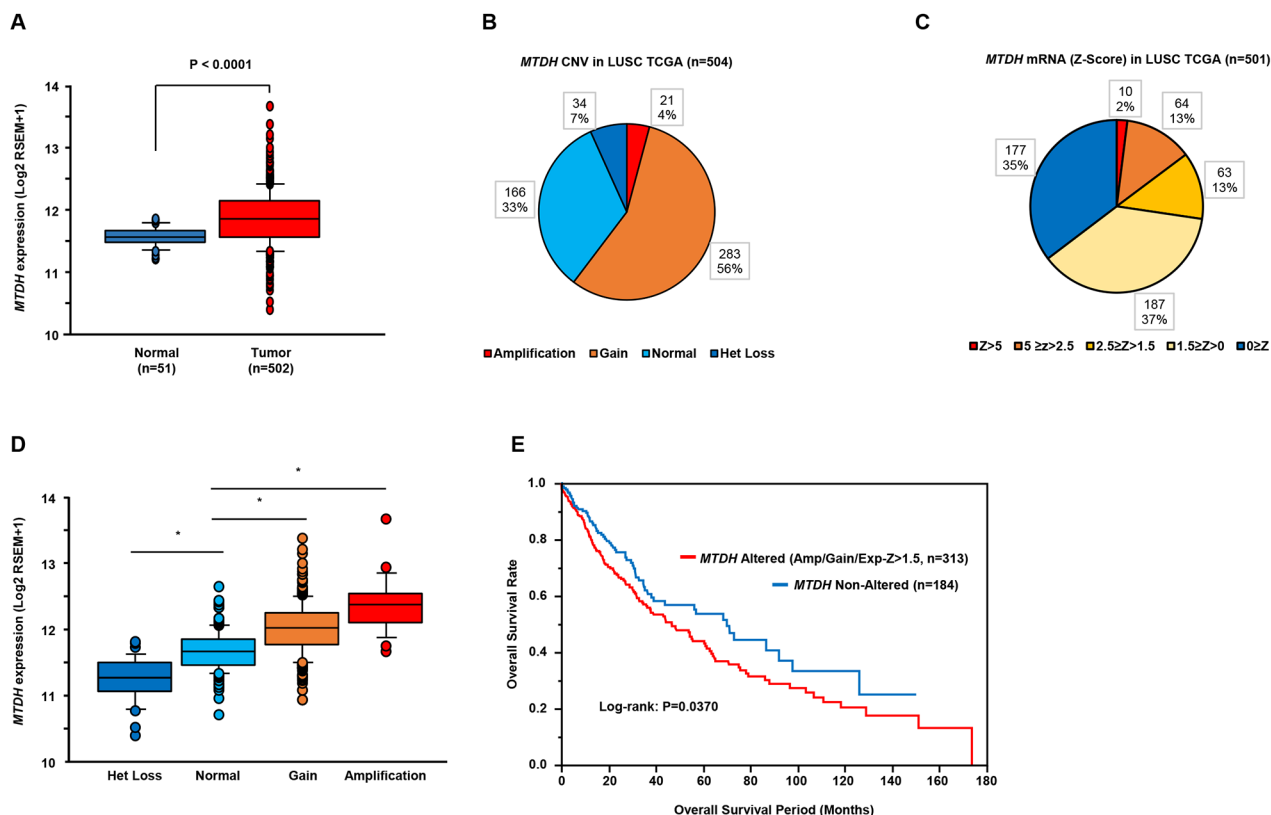 A
P < 0.0001
MTDH expression (Log2 RSEM+1)
14
13
12
11
10
Normal
(n=51)
Tumor
(n=502)
B
MTDH CNV in LUSC TCGA (n=504)
34
7%
21
4%
166
33%
283
56%
Amplification Gain Normal Het Loss
C
MTDH mRNA (Z-Score) in LUSC TCGA (n=501)
10
2%
64
13%
177
35%
63
13%
187
37%
Z>5 5 ≥z>2.5 2.5≥Z>1.5 1.5≥Z>0 0≥Z
D
*
*
*
MTDH expression (Log2 RSEM+1)
14
13
12
11
10
Het Loss Normal Gain Amplification
E
Overall Survival Rate
1.0
0.8
0.6
0.4
0.2
0.0
MTDH Altered (Amp/Gain/Exp-Z>1.5, n=313)
MTDH Non-Altered (n=184)
Log-rank: P=0.0370
0 20 40 60 80 100 120 140 160 180
Overall Survival Period (Months)